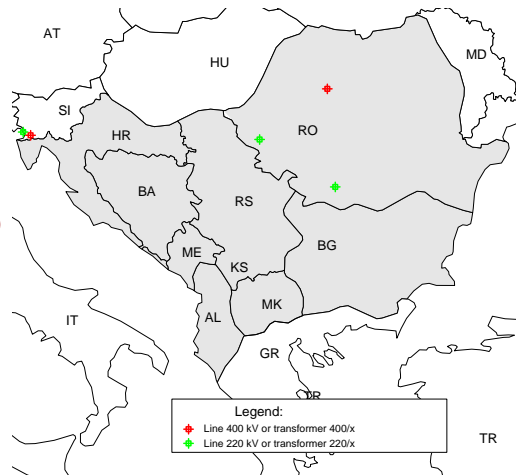 AT
HU
MD
SI
HR
RO
BA
RS
ME
KS
BG
AL
MK
IT
GR
TR
TR
Legend:
Line 400 kV or transformer 400/x
Line 220 kV or transformer 220/x